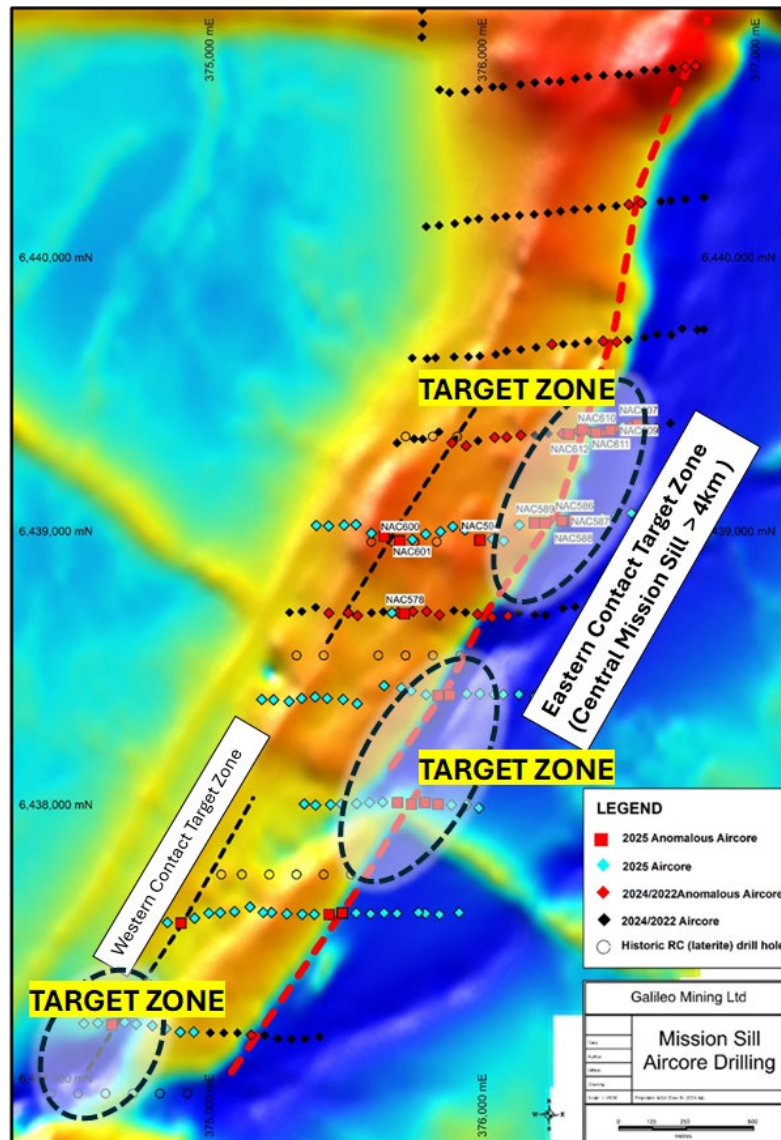 375,000 mE
376,000 mE
377,000 mE
6,440,000 mN
6,440,000 mN
TARGET ZONE
NAC610
NAC612
NAC611
NAC600
NAC601
NAC589
NAC586
NAC587
NAC588
6,439,000 mN
NAC578
Eastern Contact Target Zone
(Central Mission Sill > 4km )
TARGET ZONE
6,438,000 mN
Western Contact Target Zone
TARGET ZONE
LEGEND
2025 Anomalous Aircore
2025 Aircore
2024/2022Anomalous Aircore
2024/2022 Aircore
Historic RC (laterite) drill hole
Galileo Mining Ltd
Mission Sill
Aircore Drilling
375,000 mE
376,000 mE
0
metres